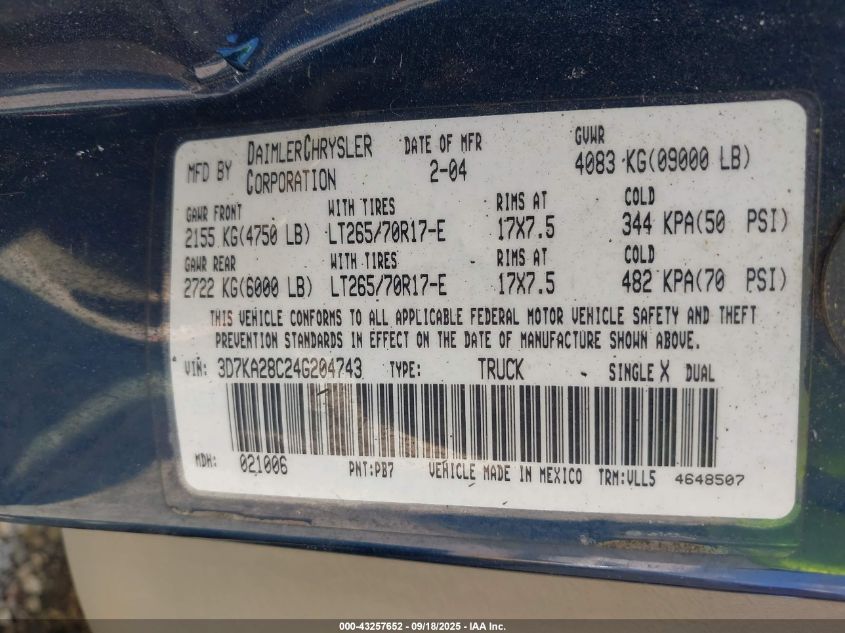 MFD BY DAIMLERCHRYSLER CORPORATION DATE OF MFR 2-04 GVWR 4083 KG(09000 LB)
GAWR FRONT WITH TIRES RIMS AT COLD
2155 KG(4750 LB) LT265/70R17-E 17X7.5 344 KPA(50 PSI)
GAWR REAR WITH TIRES RIMS AT COLD
2722 KG(6000 LB) LT265/70R17-E 17X7.5 482 KPA(70 PSI)
THIS VEHICLE CONFORMS TO ALL APPLICABLE FEDERAL MOTOR VEHICLE SAFETY AND THEFT
PREVENTION STANDARDS IN EFFECT ON THE DATE OF MANUFACTURE SHOWN ABOVE.
VIN: 3D7KA28C24G204743 TYPE: TRUCK SINGLE X DUAL
MDH: 021006 PNT:PB7 VEHICLE MADE IN MEXICO TRM:VLL5 4648507
000-43257652 | 09/18/2025 | IAA Inc.